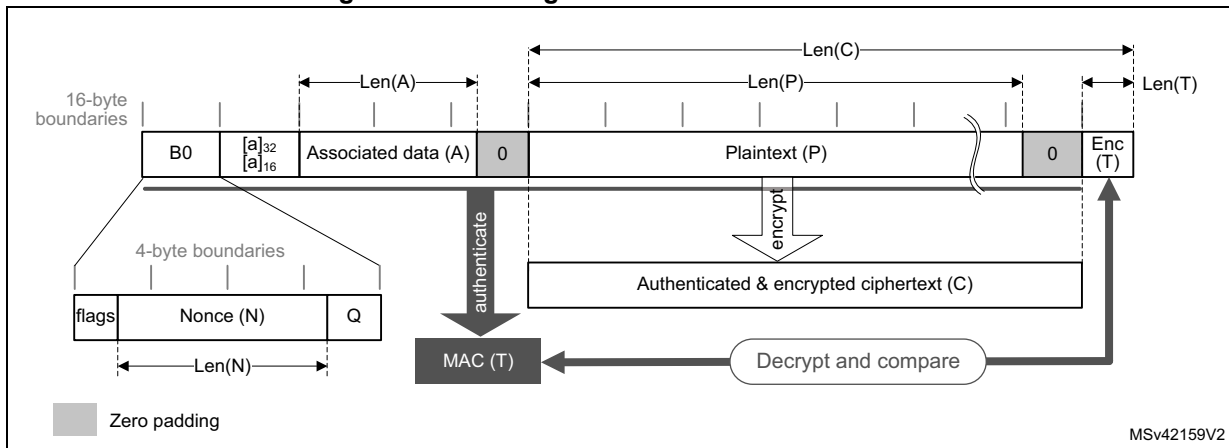 Len(C)
Len(A)
Len(P)
Len(T)
16-byte
boundaries
B0
[a]32
[a]16
Associated data (A)
0
Plaintext (P)
0
Enc
(T)
authenticate
encrypt
4-byte boundaries
Authenticated & encrypted ciphertext (C)
flags
Nonce (N)
Q
Len(N)
MAC (T)
Decrypt and compare
Zero padding
MSv42159V2